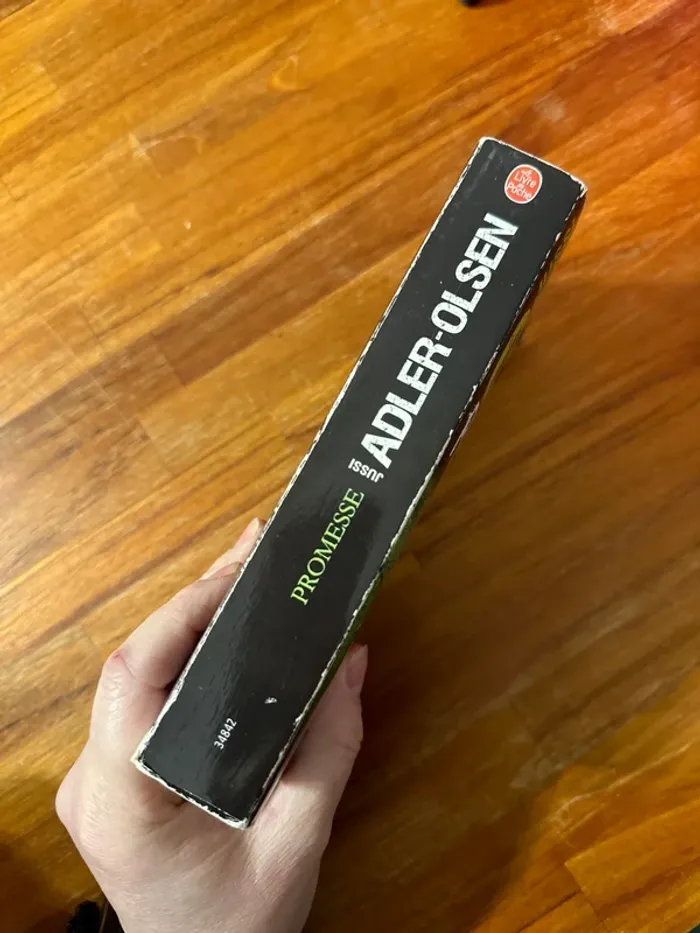 Le
Livre
de
Poche
JUSSI
ADLER-OLSEN
PROMESSE
34842